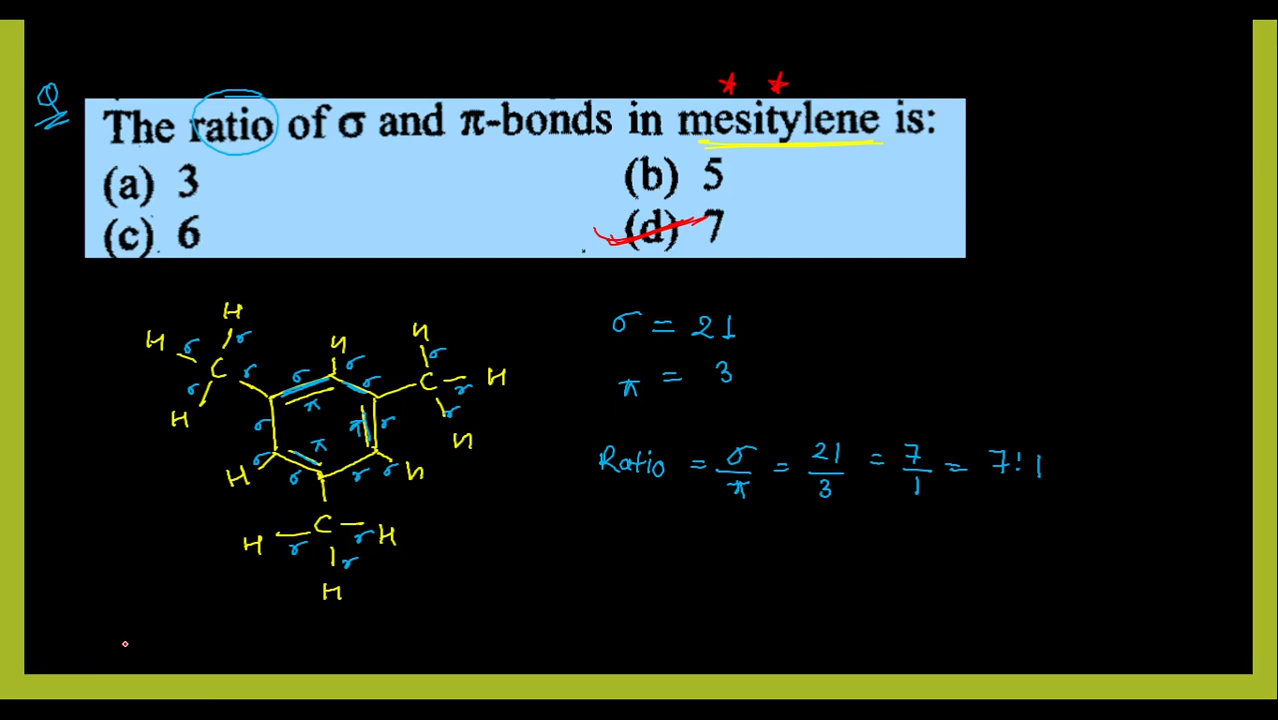 Q
The ratio of σ and π-bonds in mesitylene is:
(a) 3
(b) 5
(c) 6
(d) 7
H
H σ σ
σ C σ
H
H
σ σ σ
π
H
σ
C H
σ
σ
H
σ π π σ
H σ σ σ σ H
C
H σ σ H
σ
H
σ = 21
π = 3
Ratio = σ/π = 21/3 = 7/1 = 7:1